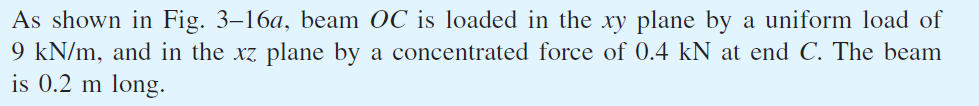 As shown in Fig. 3–16a, beam OC is loaded in the xy plane by a uniform load of
9 kN/m, and in the xz plane by a concentrated force of 0.4 kN at end C. The beam
is 0.2 m long.